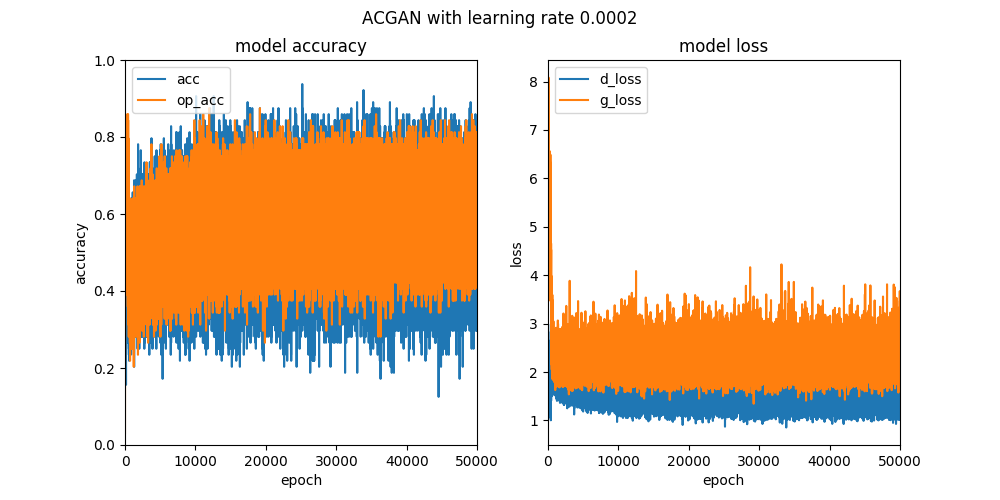 ACGAN with learning rate 0.0002
model accuracy
acc
op_acc
accuracy
1.0
0.8
0.6
0.4
0.2
0.0
0 10000 20000 30000 40000 50000
epoch
model loss
d_loss
g_loss
loss
8
7
6
5
4
3
2
1
0 10000 20000 30000 40000 50000
epoch